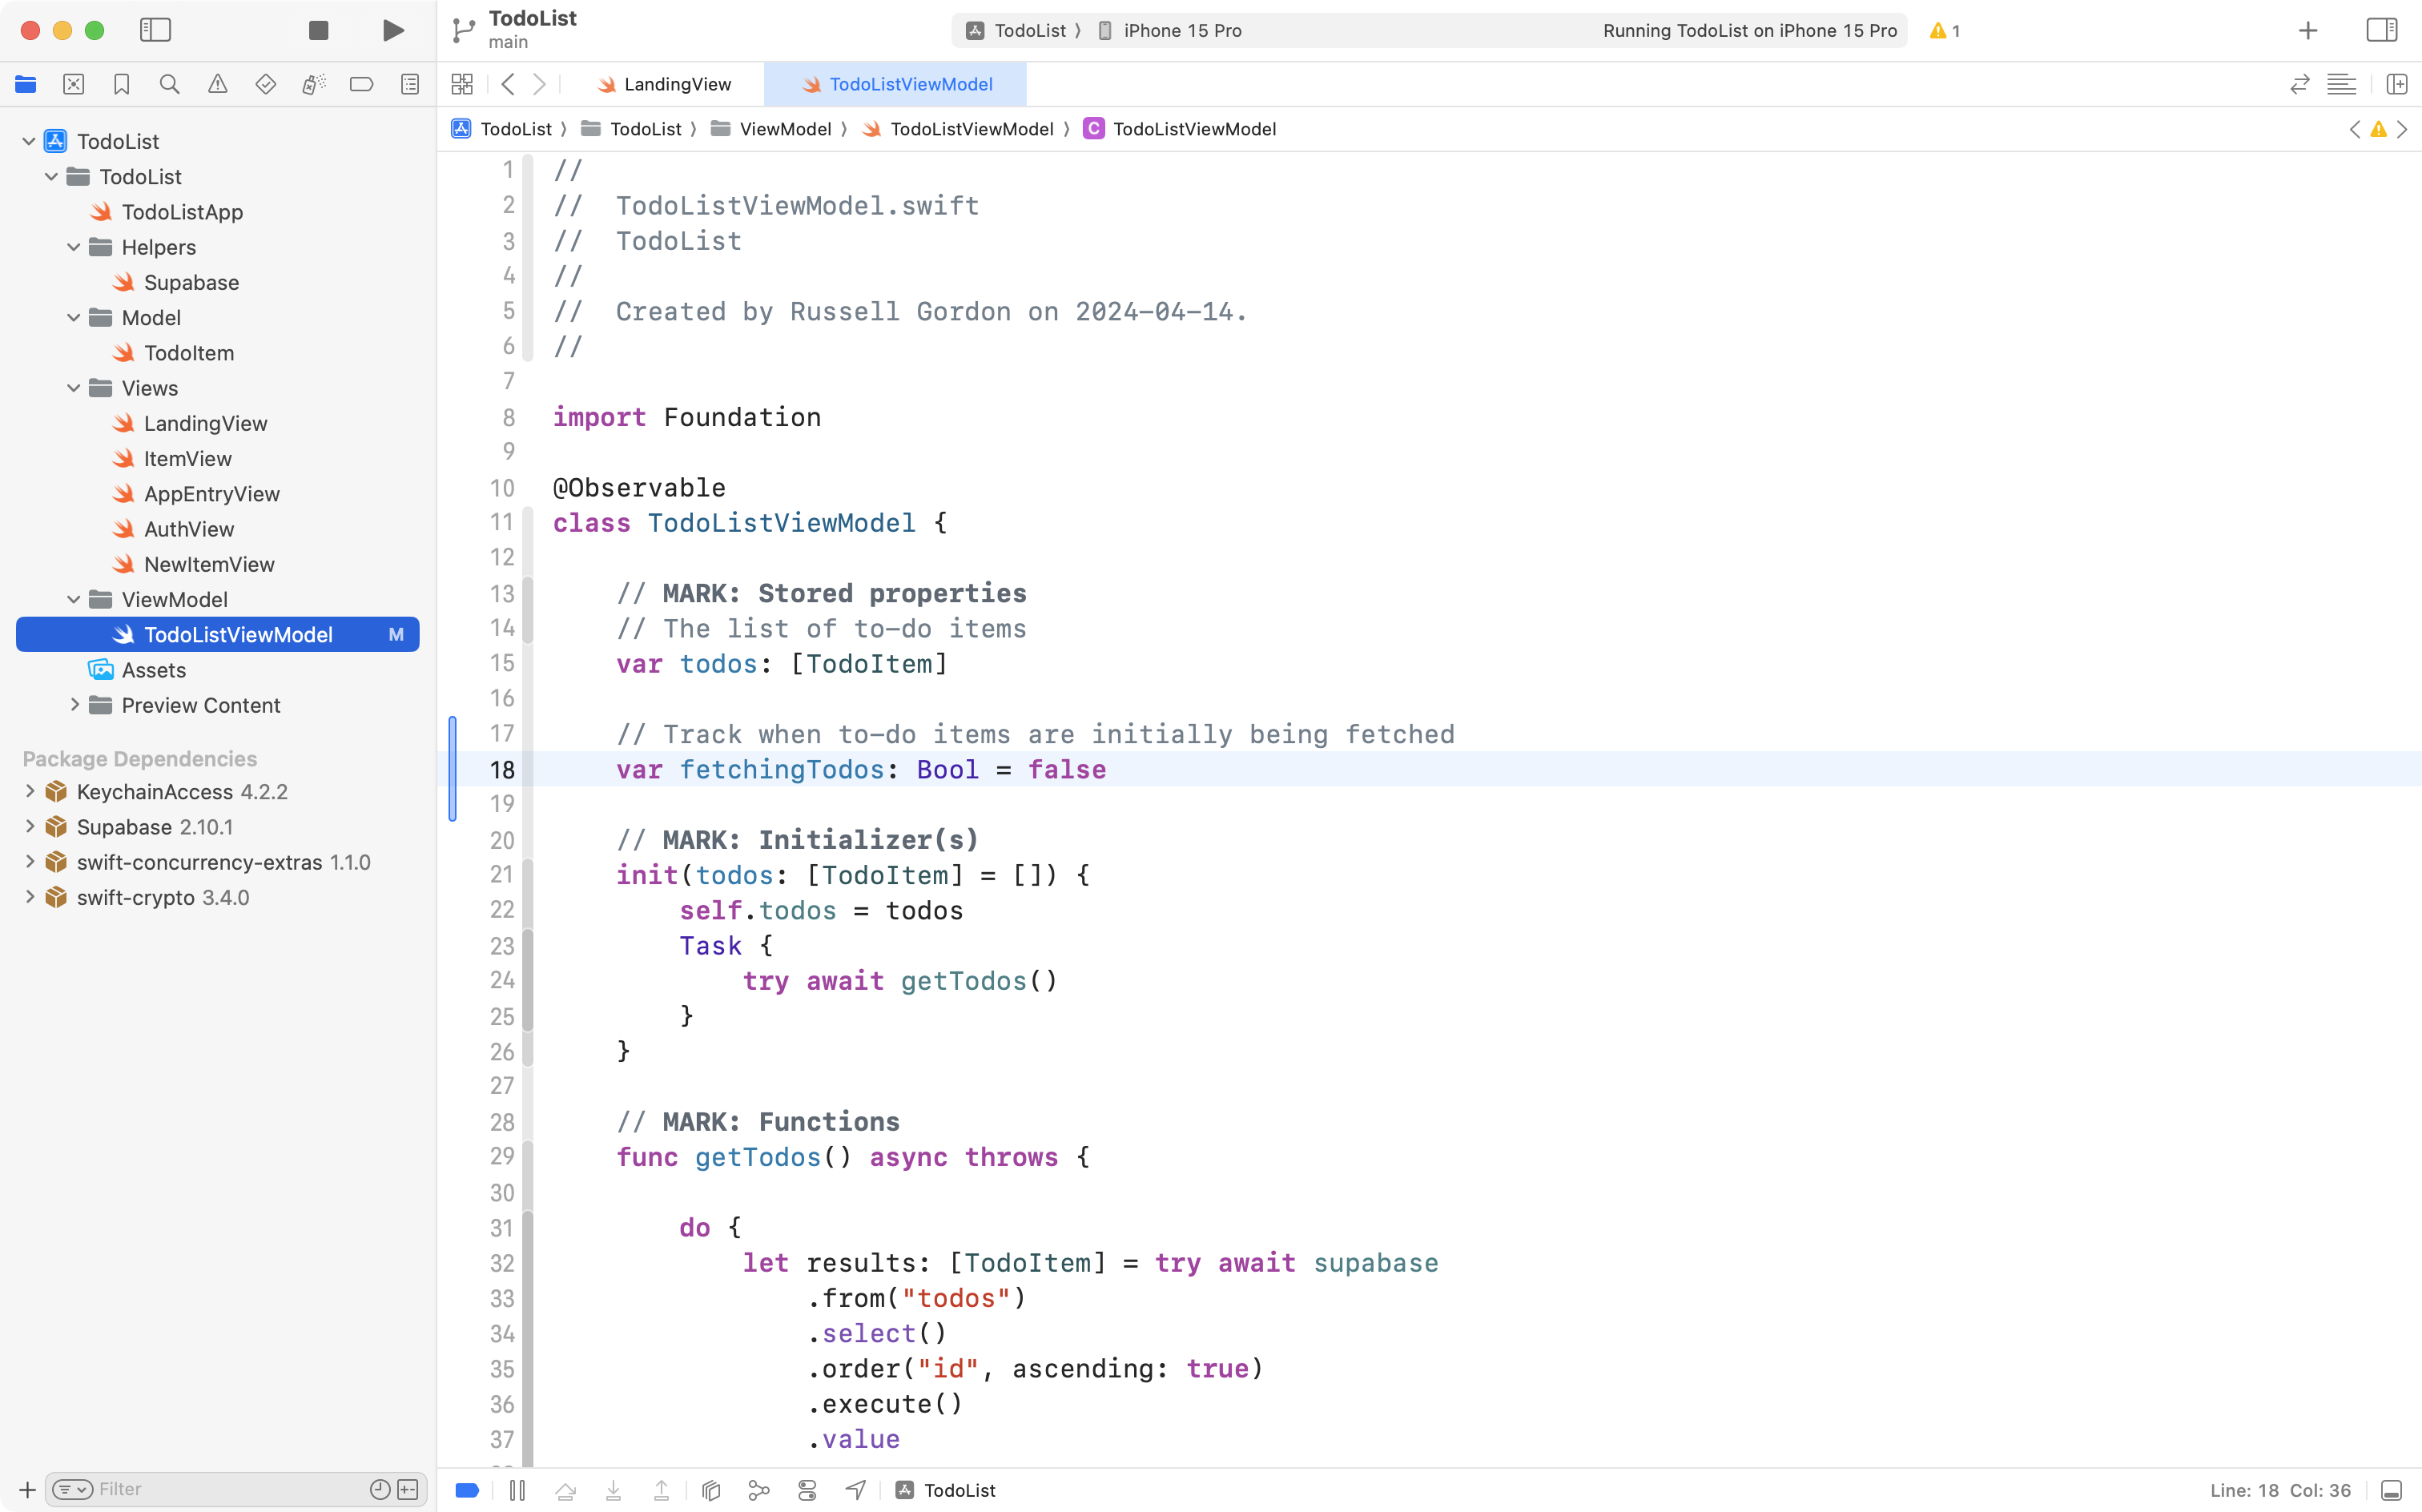 TodoList
main
TodoList 〉 iPhone 15 Pro
Running TodoList on iPhone 15 Pro
1
LandingView
TodoListViewModel
TodoList 〉 TodoList 〉 ViewModel 〉 TodoListViewModel 〉 C TodoListViewModel
TodoList
TodoList
TodoListApp
Helpers
Supabase
Model
TodoItem
Views
LandingView
ItemView
AppEntryView
AuthView
NewItemView
ViewModel
TodoListViewModel M
Assets
Preview Content
Package Dependencies
KeychainAccess 4.2.2
Supabase 2.10.1
swift-concurrency-extras 1.1.0
swift-crypto 3.4.0
Filter
1 //
2 //  TodoListViewModel.swift
3 //  TodoList
4 //
5 //  Created by Russell Gordon on 2024-04-14.
6 //
7
8 import Foundation
9
10 @Observable
11 class TodoListViewModel {
12
13     // MARK: Stored properties
14     // The list of to-do items
15     var todos: [TodoItem]
16
17     // Track when to-do items are initially being fetched
18     var fetchingTodos: Bool = false
19
20     // MARK: Initializer(s)
21     init(todos: [TodoItem] = []) {
22         self.todos = todos
23         Task {
24             try await getTodos()
25         }
26     }
27
28     // MARK: Functions
29     func getTodos() async throws {
30
31         do {
32             let results: [TodoItem] = try await supabase
33                 .from("todos")
34                 .select()
35                 .order("id", ascending: true)
36                 .execute()
37                 .value
TodoList
Line: 18 Col: 36